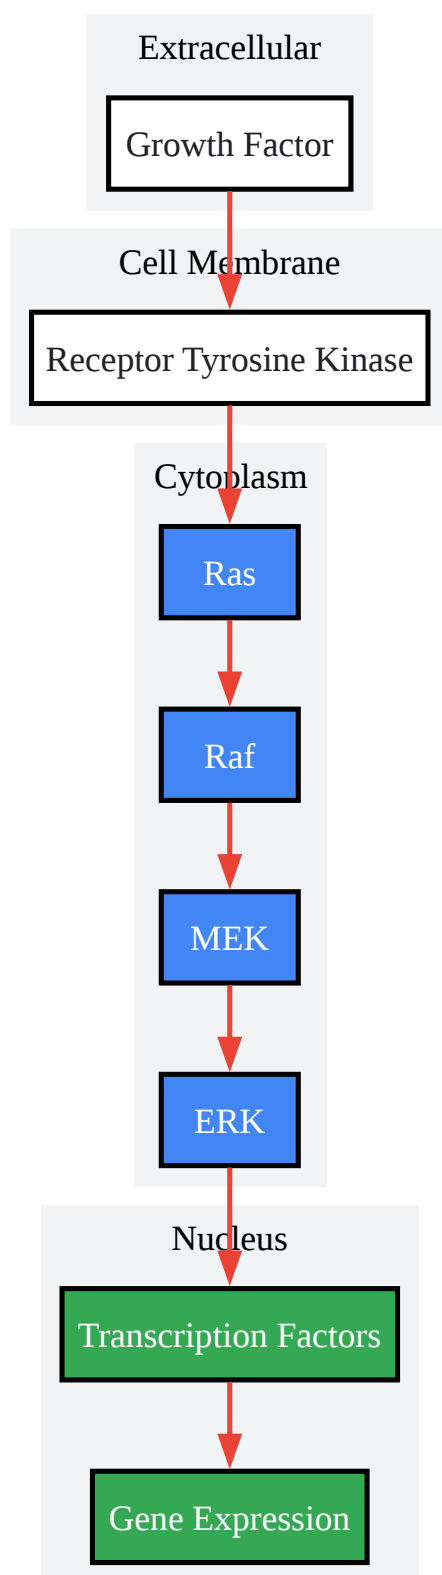 Extracellular
Growth Factor
Cell Membrane
Receptor Tyrosine Kinase
Cytoplasm
Ras
Raf
MEK
ERK
Nucleus
Transcription Factors
Gene Expression